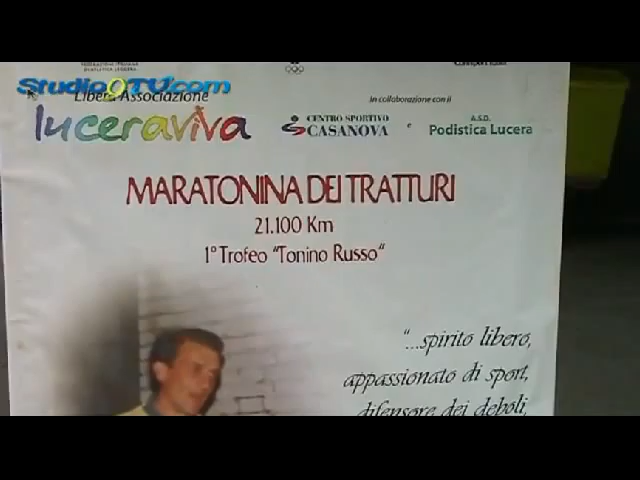 Studio9TV.com
Libera Associazione
luceraviva
In collaborazione con il
CENTRO SPORTIVO
CASANOVA
e
A.S.D.
Podistica Lucera
MARATONINA DEI TRATTURI
21.100 Km
1° Trofeo "Tonino Russo"
"...spirito libero,
appassionato di sport,
difensore dei deboli,